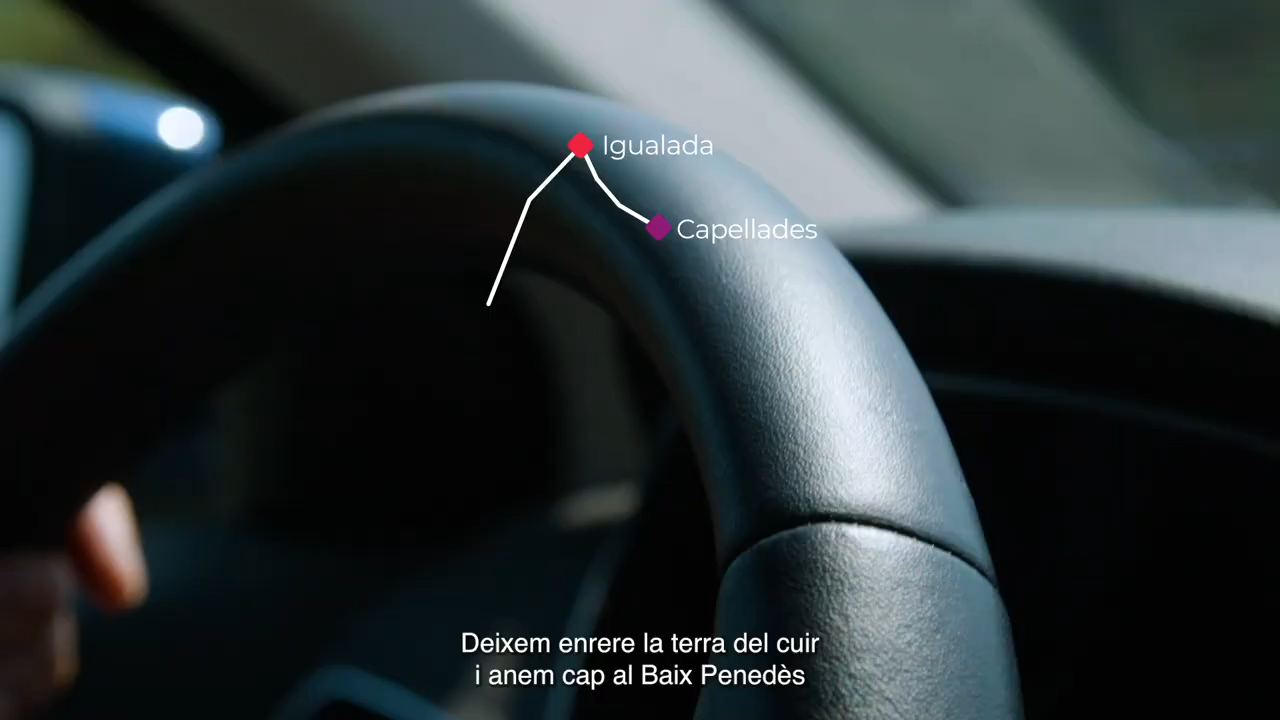 Igualada
Capellades
Deixem enrere la terra del cuir
i anem cap al Baix Penedès